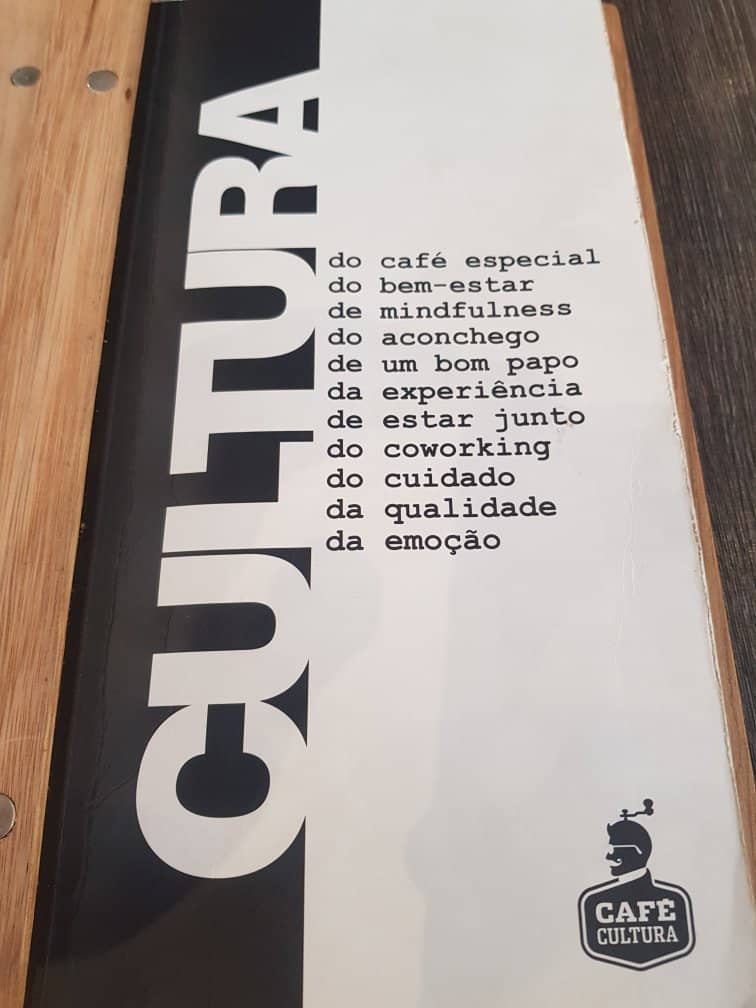 CULTURA
do café especial
do bem-estar
de mindfulness
do aconchego
de um bom papo
da experiência
de estar junto
do coworking
do cuidado
da qualidade
da emoção
CAFÉ
CULTURA